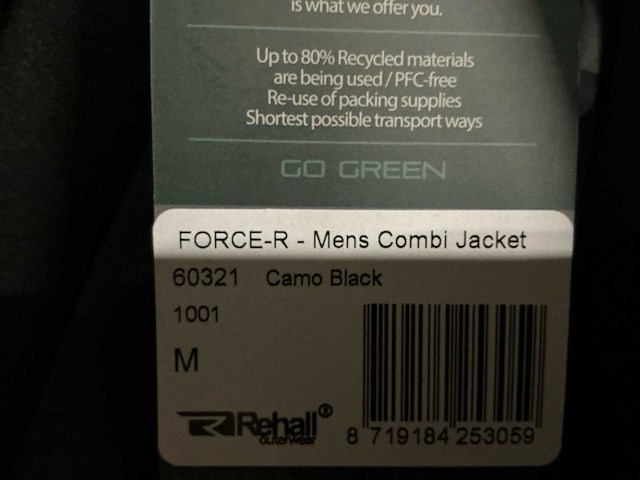 is what we offer you.
Up to 80% Recycled materials
are being used / PFC-free
Re-use of packing supplies
Shortest possible transport ways
GO GREEN
FORCE-R - Mens Combi Jacket
60321 Camo Black
1001
M
Rehall®
outerwear
8 719184 253059